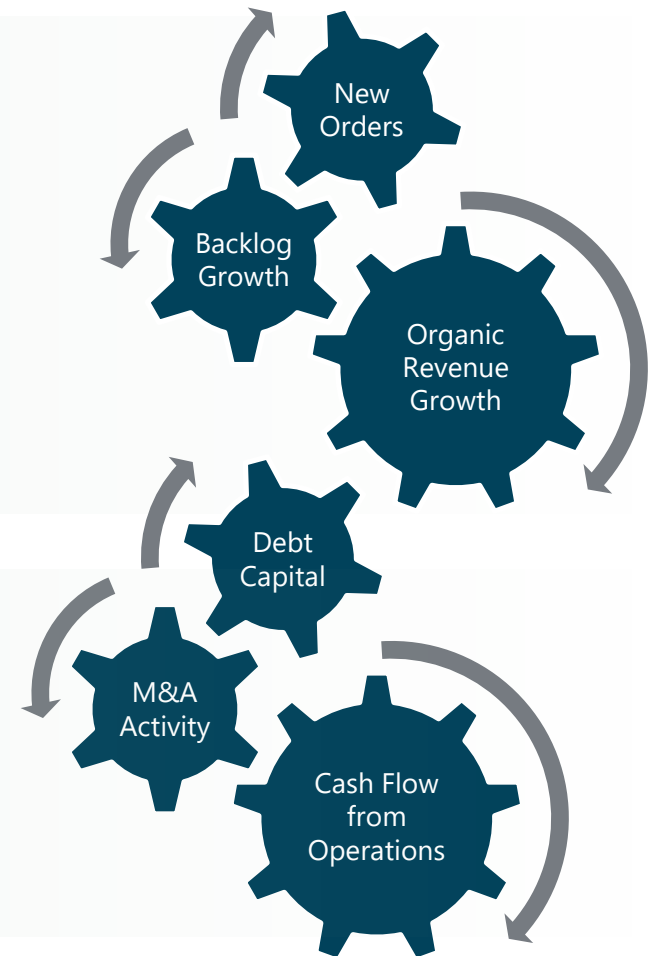 New
Orders
Backlog
Growth
Organic
Revenue
Growth
Debt
Capital
M&A
Activity
Cash Flow
from
Operations